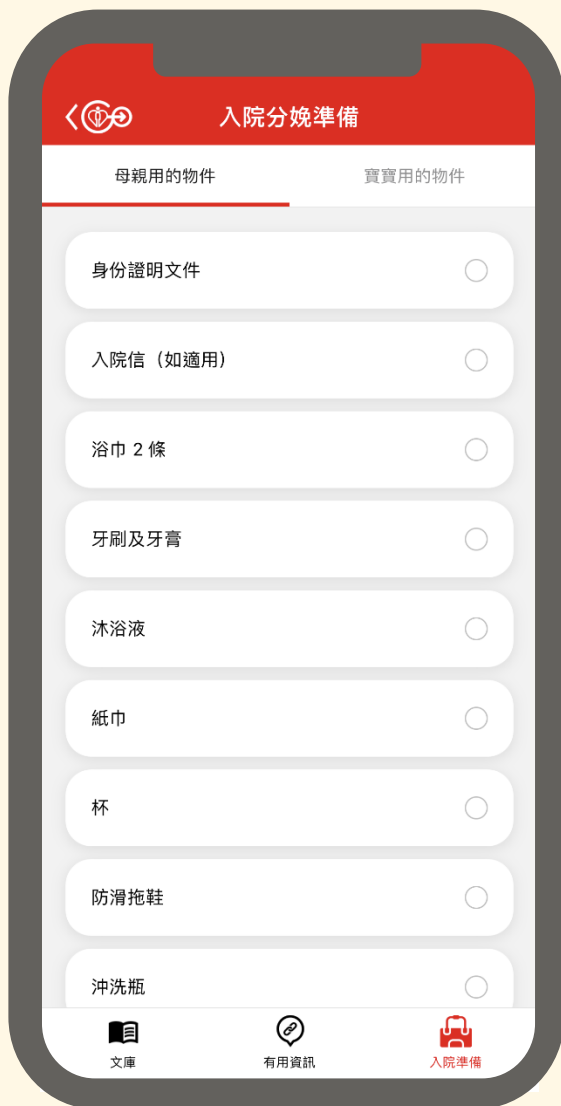 入院分娩準備
母親用的物件
寶寶用的物件
身份證明文件
入院信（如適用）
浴巾 2 條
牙刷及牙膏
沐浴液
紙巾
杯
防滑拖鞋
沖洗瓶
文庫
有用資訊
入院準備